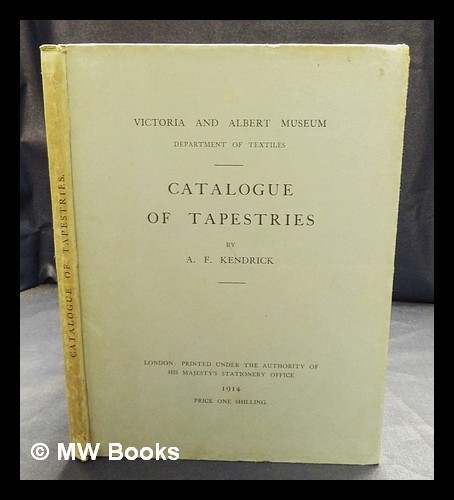 CATALOGUE OF TAPESTRIES.
VICTORIA AND ALBERT MUSEUM
DEPARTMENT OF TEXTILES
CATALOGUE
OF TAPESTRIES
BY
A. F. KENDRICK
LONDON: PRINTED UNDER THE AUTHORITY OF
HIS MAJESTY'S STATIONERY OFFICE
1914
PRICE ONE SHILLING.
© MW Books